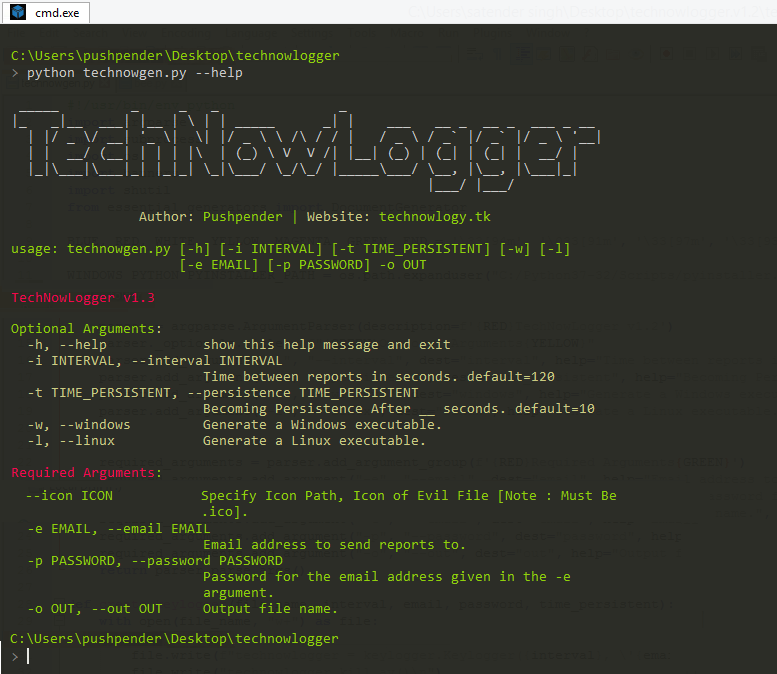 cmd.exe
C:\Users\pushpender\Desktop\technowlogger
> python technowgen.py --help
TechNowLogger
Author: Pushpender | Website: technowlogy.tk
usage: technowgen.py [-h] [-i INTERVAL] [-t TIME_PERSISTENT] [-w] [-l]
[-e EMAIL] [-p PASSWORD] -o OUT
TechNowLogger v1.3
Optional Arguments:
-h, --help show this help message and exit
-i INTERVAL, --interval INTERVAL
Time between reports in seconds. default=120
-t TIME_PERSISTENT, --persistence TIME_PERSISTENT
Becoming Persistence After __ seconds. default=10
-w, --windows Generate a Windows executable.
-l, --linux Generate a Linux executable.
Required Arguments:
--icon ICON Specify Icon Path, Icon of Evil File [Note : Must Be
.ico].
-e EMAIL, --email EMAIL
Email address to send reports to.
-p PASSWORD, --password PASSWORD
Password for the email address given in the -e
argument.
-o OUT, --out OUT Output file name.
C:\Users\pushpender\Desktop\technowlogger
>